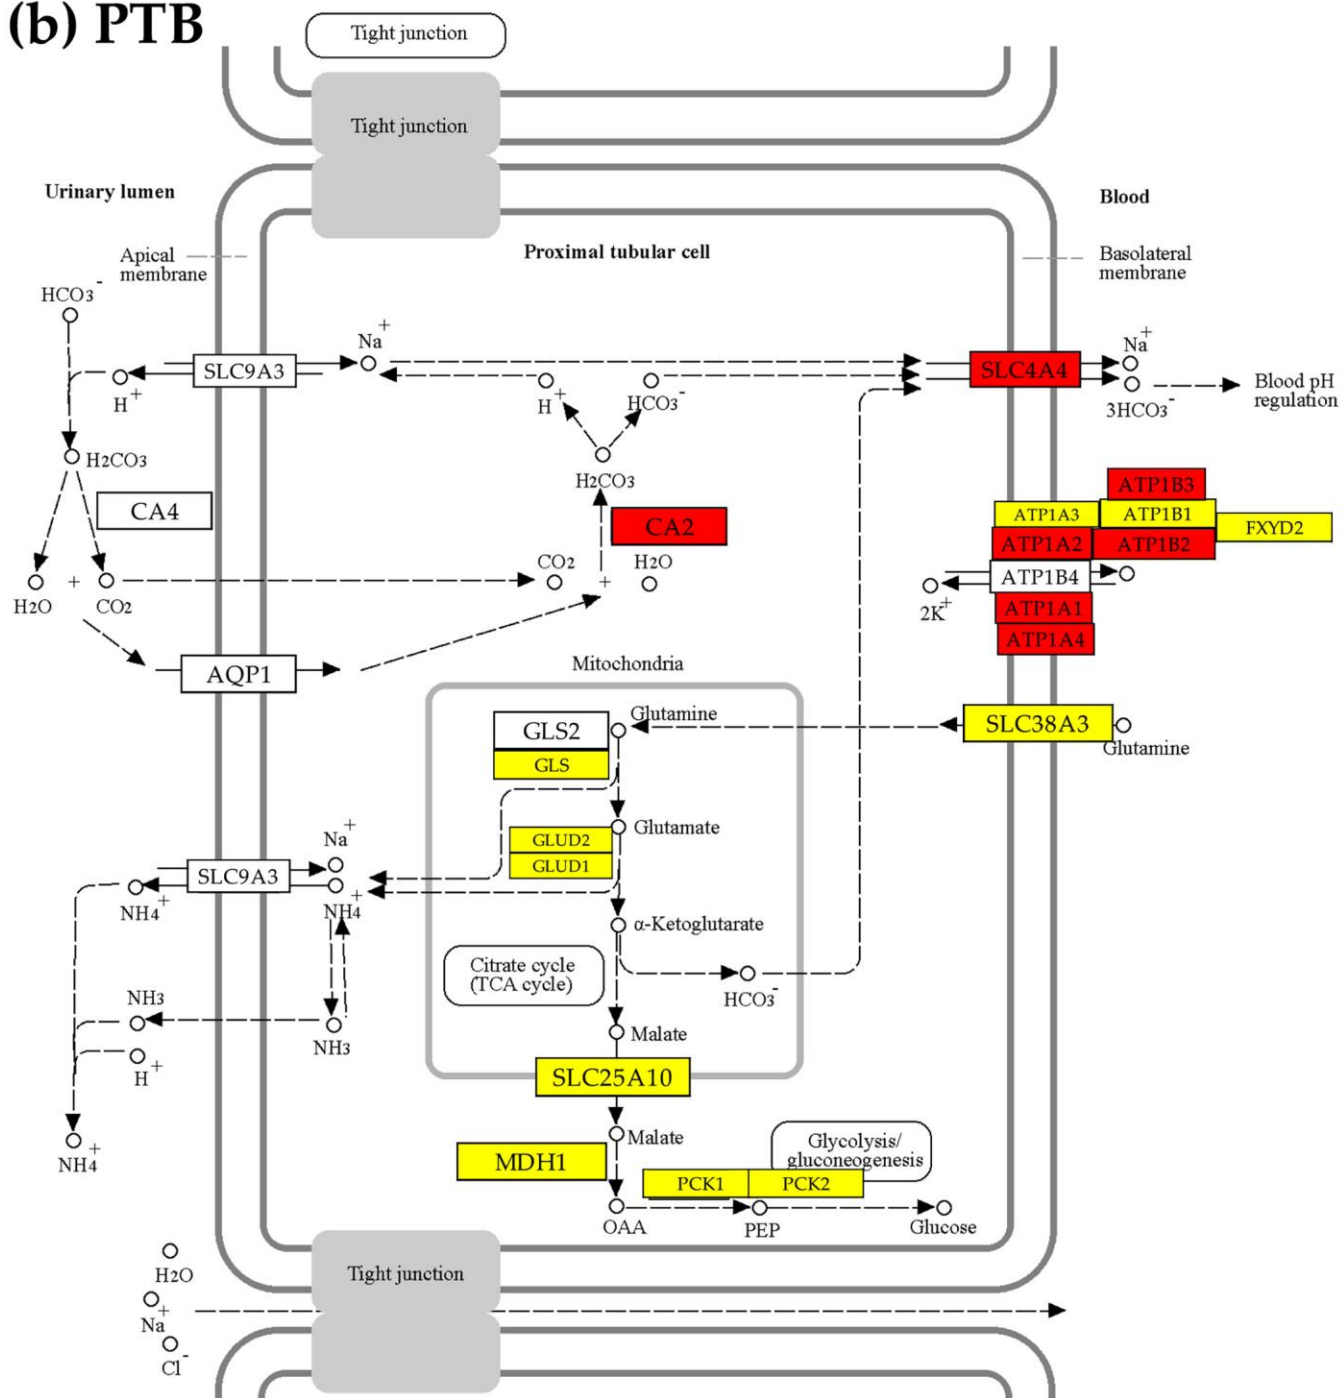 (b) PTB
Tight junction
Tight junction
Urinary lumen
Blood
Apical
membrane
Proximal tubular cell
Basolateral
membrane
HCO3-
Na+
Na+
SLC9A3
SLC4A4
H+
H+
HCO3-
3HCO3-
Blood pH
regulation
H2CO3
H2CO3
ATP1B3
CA4
CA2
ATP1A3
ATP1B1
FXYD2
ATP1A2
ATP1B2
CO2
H2O
+
+
ATP1B4
H2O
CO2
2K+
ATP1A1
ATP1A4
AQP1
Mitochondria
Glutamine
GLS2
SLC38A3
Glutamine
GLS
Na+
Glutamate
GLUD2
GLUD1
SLC9A3
NH4+
NH4+
α-Ketoglutarate
Citrate cycle
(TCA cycle)
HCO3-
NH3
NH3
Malate
H+
SLC25A10
NH4+
Malate
Glycolysis/
gluconeogenesis
MDH1
PCK1
PCK2
OAA
PEP
Glucose
H2O
Tight junction
Na+
Cl-